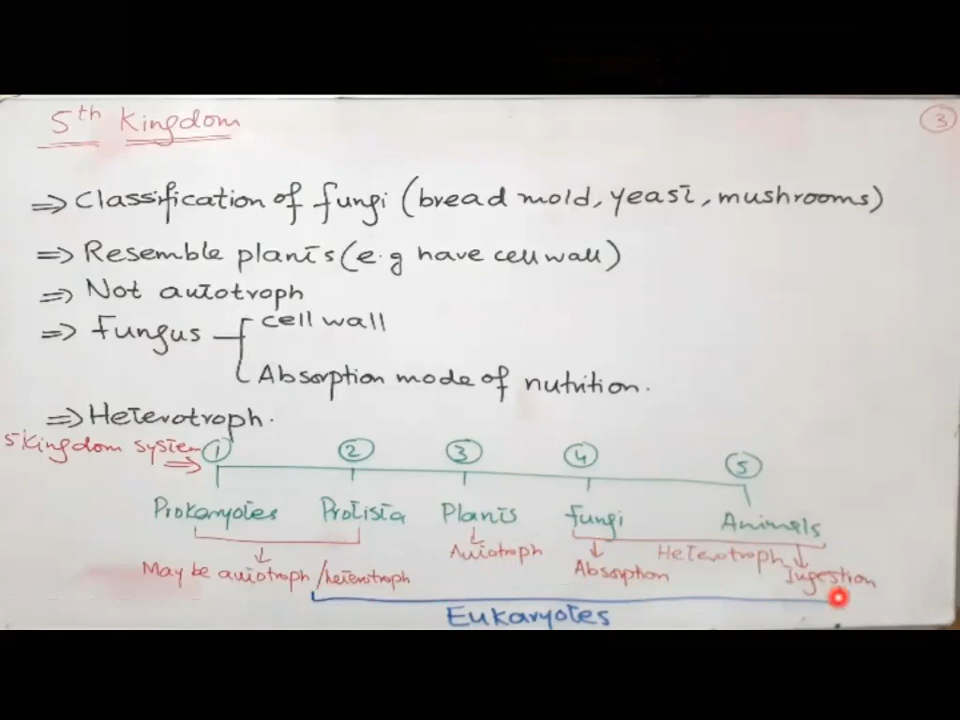 5th Kingdom
3
⇒ Classification of fungi (bread mold, yeast, mushrooms)
⇒ Resemble plants (e.g have cell wall)
⇒ Not autotroph
⇒ Fungus
cell wall
Absorption mode of nutrition.
⇒ Heterotroph.
5 Kingdom system ⇒
1 2 3 4 5
Prokaryotes Protista Plants Fungi Animals
May be autotroph/heterotroph
Autotroph
Heterotroph
Absorption
Ingestion
Eukaryotes